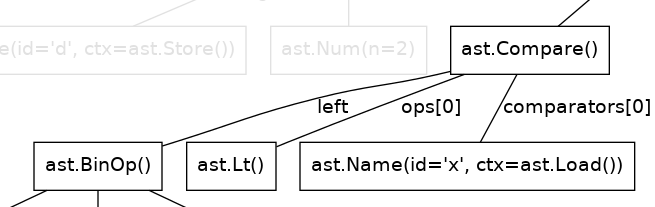 e(id='d', ctx=ast.Store())
ast.Num(n=2)
ast.Compare()
left
ops[0]
comparators[0]
ast.BinOp()
ast.Lt()
ast.Name(id='x', ctx=ast.Load())